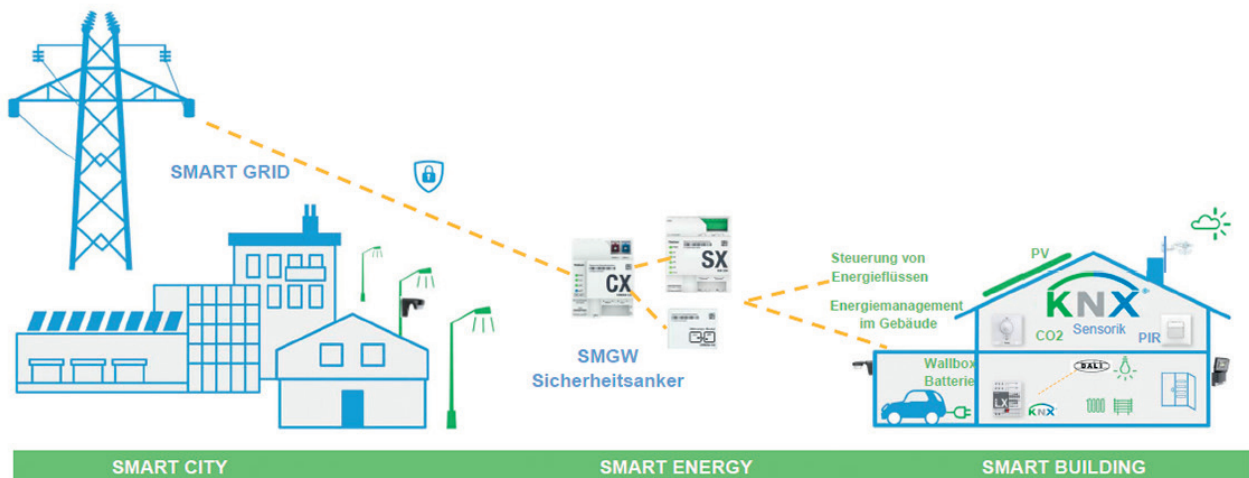 SMART GRID
CX
SX
SMGW
Sicherheitsanker
Steuerung von
Energieflüssen
Energiemanagement
im Gebäude
PV
KNX
Sensorik
CO2
PIR
Wallbox
Batterie
DALI
LX
KNX
SMART CITY
SMART ENERGY
SMART BUILDING